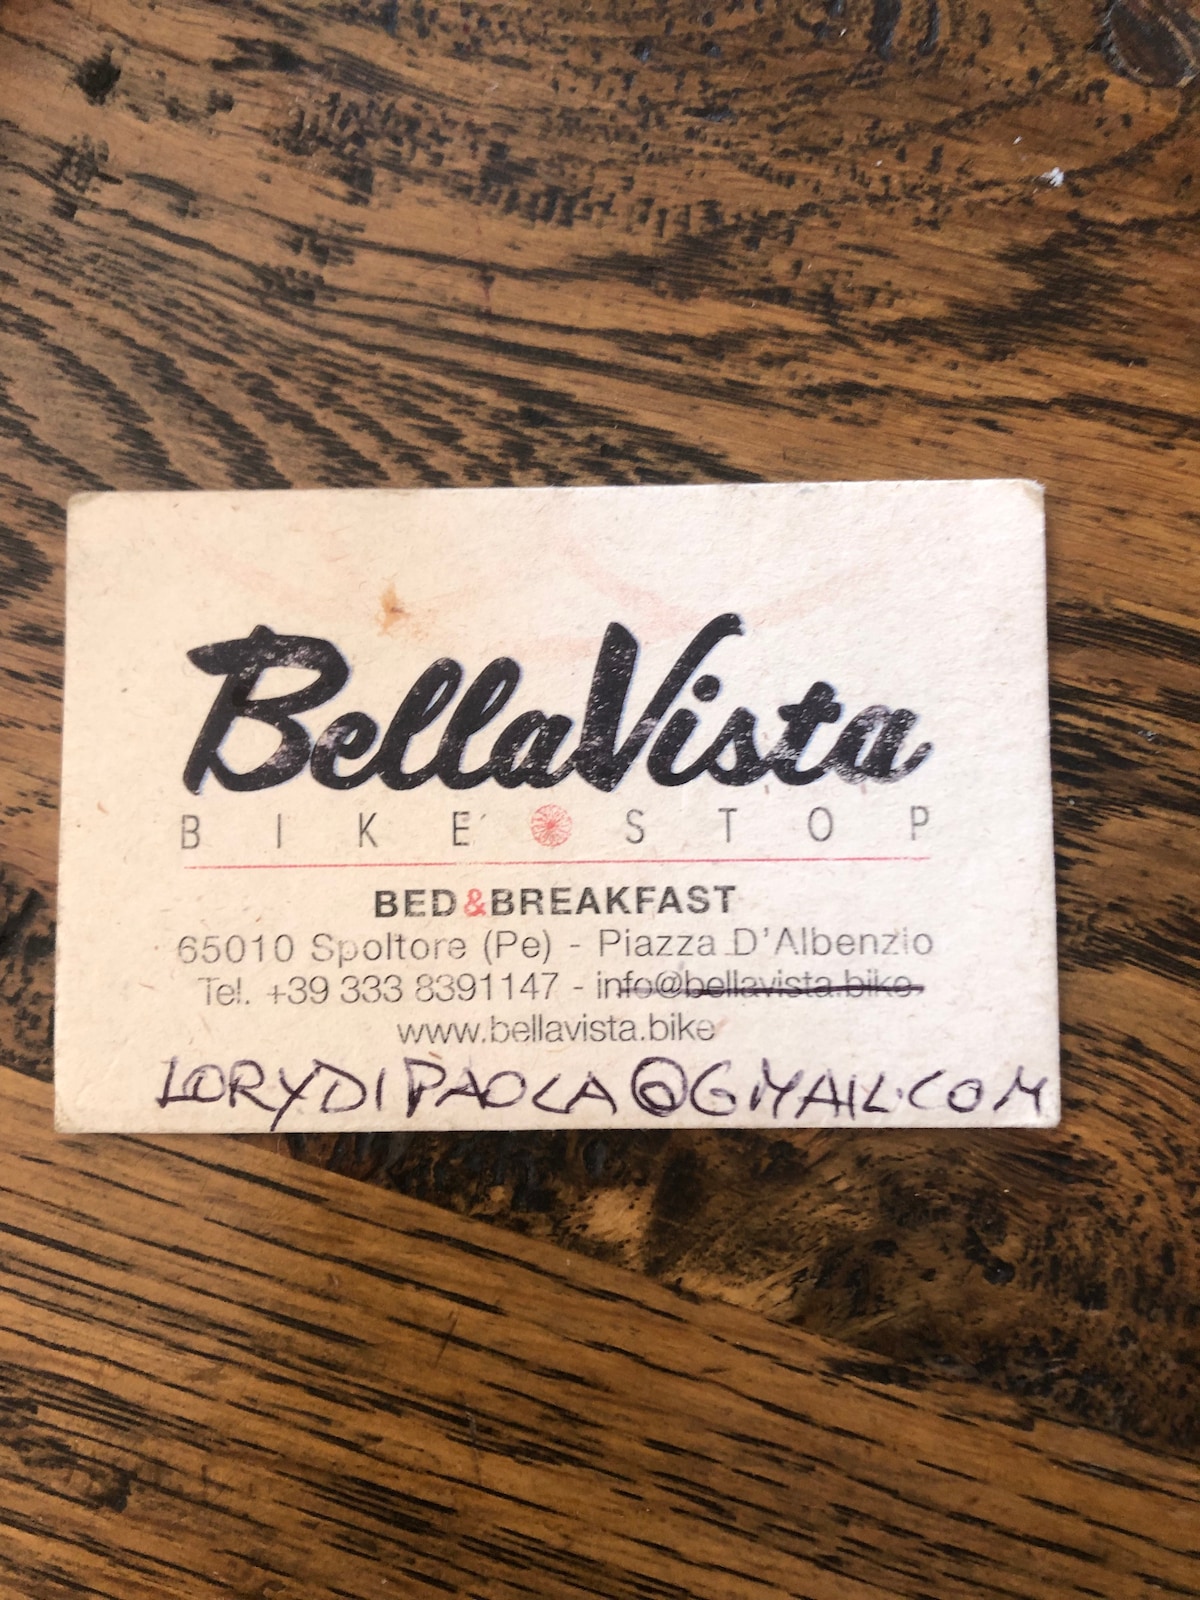 BellaVista
BIKE STOP
BED&BREAKFAST
65010 Spoltore (Pe) - Piazza D'Albenzio
Tel. +39 333 8391147 - info@bellavista.bike
www.bellavista.bike
LORYDIPAOLA@GMAIL.COM